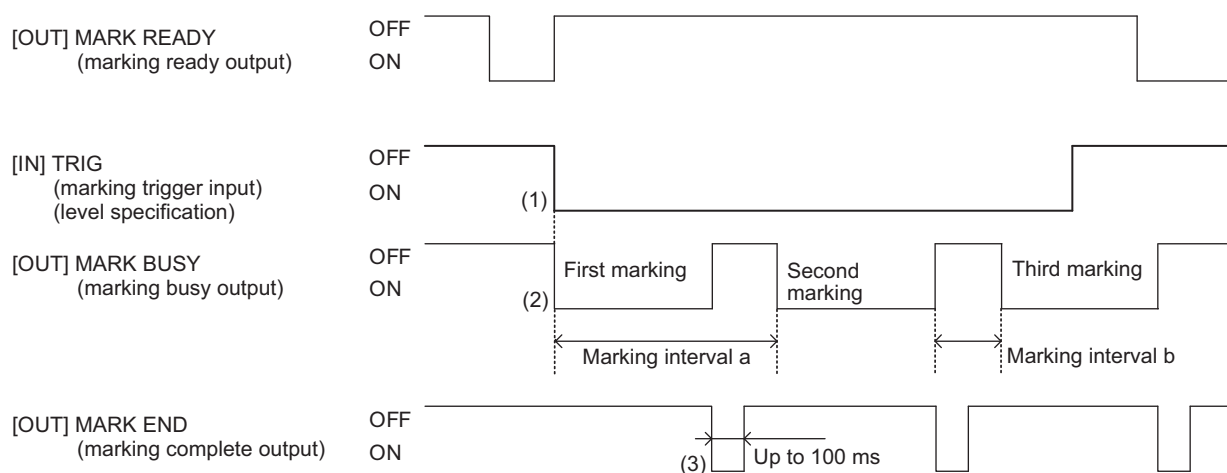 [OUT] MARK READY
(marking ready output)
OFF
ON
[IN] TRIG
(marking trigger input)
(level specification)
OFF
ON
(1)
[OUT] MARK BUSY
(marking busy output)
OFF
ON
(2)
First marking
Second
marking
Third marking
Marking interval a
Marking interval b
[OUT] MARK END
(marking complete output)
OFF
ON
(3)
Up to 100 ms